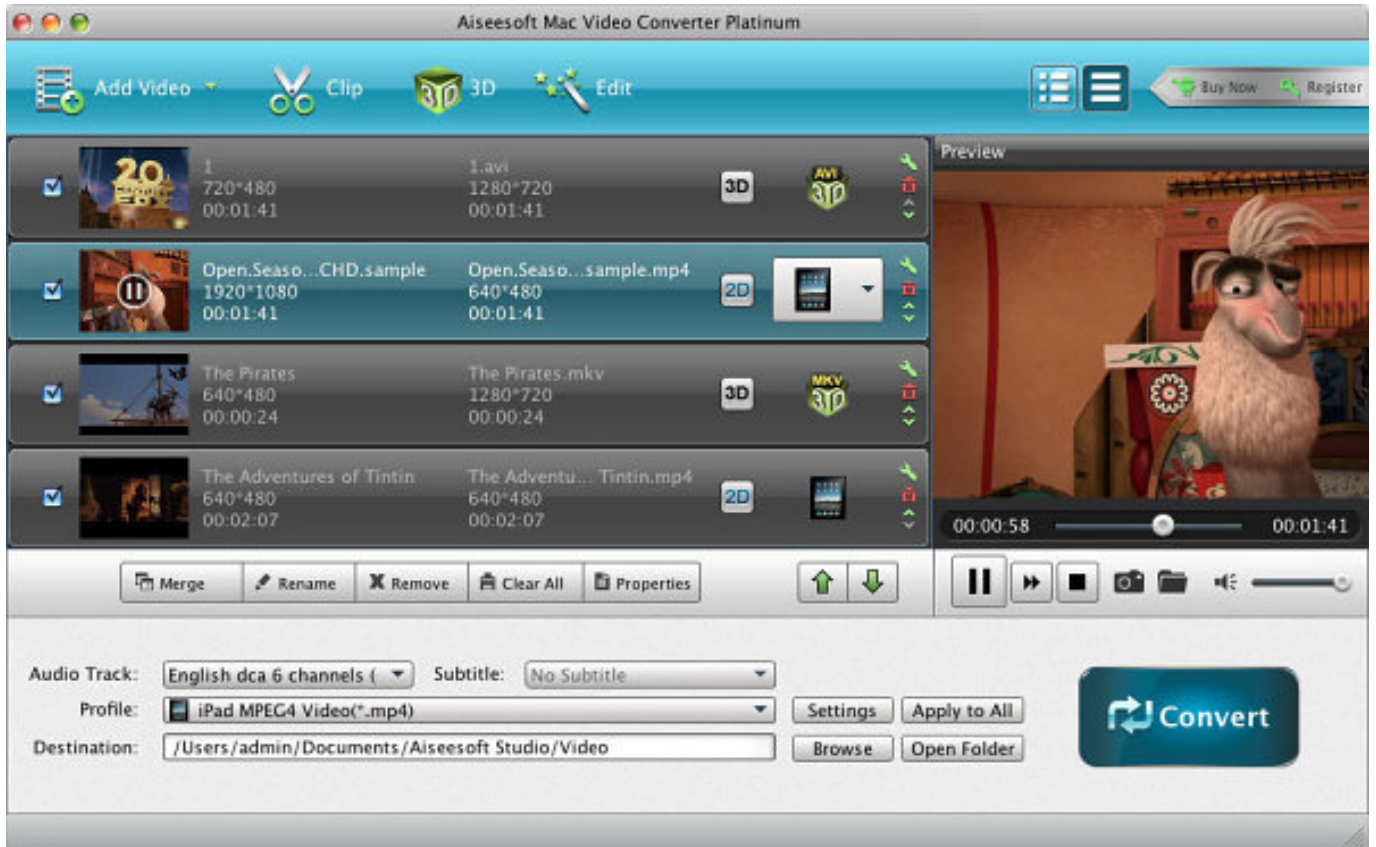 Aiseesoft Mac Video Converter Platinum
Add Video
Clip
3D
3D
Edit
Buy Now
Register
20
1
720*480
00:01:41
1.avi
1280*720
00:01:41
3D
AVI
3D
Open.Seaso...CHD.sample
1920*1080
00:01:41
Open.Seaso...sample.mp4
640*480
00:01:41
2D
The Pirates
640*480
00:00:24
The Pirates.mkv
1280*720
00:00:24
3D
MKV
3D
The Adventures of Tintin
640*480
00:02:07
The Adventu... Tintin.mp4
640*480
00:02:07
2D
Preview
00:00:58
00:01:41
Merge
Rename
Remove
Clear All
Properties
Audio Track:
English dca 6 channels (
Subtitle:
No Subtitle
Profile:
iPad MPEG4 Video(*.mp4)
Settings
Apply to All
Destination:
/Users/admin/Documents/Aiseesoft Studio/Video
Browse
Open Folder
Convert